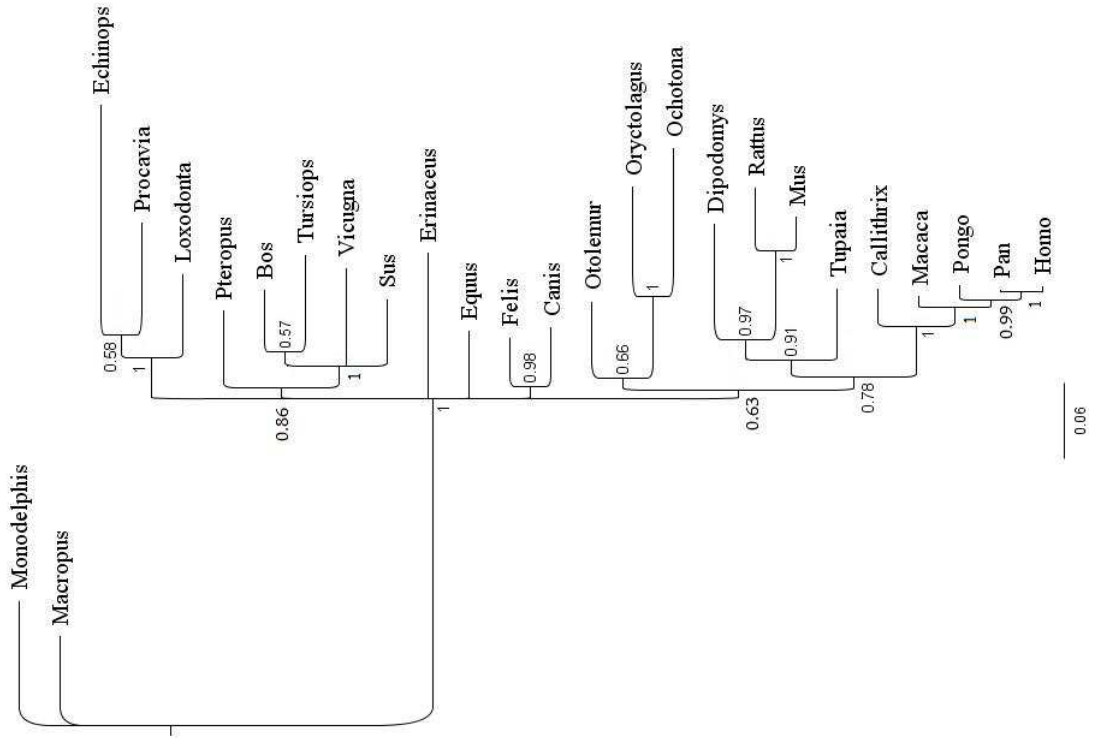 Monodelphis
Macropus
Echinops
Procavia
Loxodonta
Pteropus
Bos
Tursiops
Vicugna
Sus
Erinaceus
Equus
Felis
Canis
Otolemur
Oryctolagus
Ochotona
Dipodomys
Rattus
Mus
Tupaia
Callithrix
Macaca
Pongo
Pan
Homo
0.58
1
0.86
0.57
1
1
0.98
0.66
1
0.63
0.97
1
0.91
0.78
1
1
0.99
1
0.06